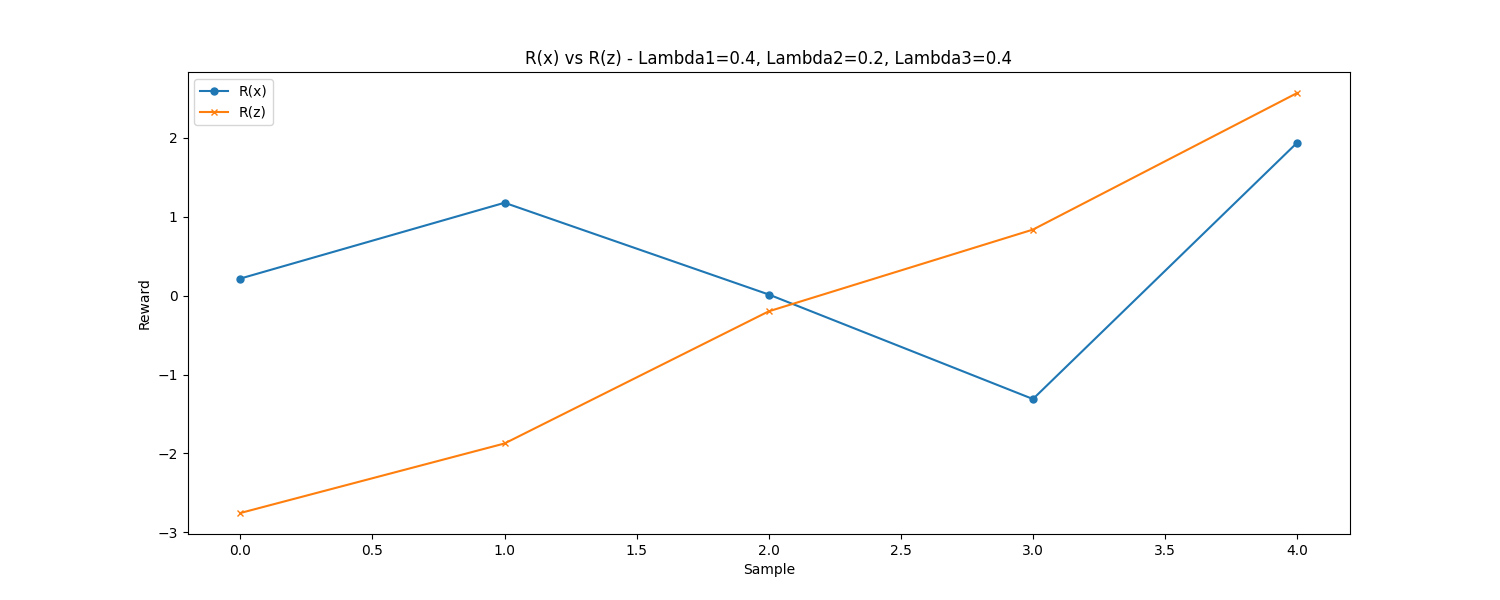 R(x) vs R(z) - Lambda1=0.4, Lambda2=0.2, Lambda3=0.4
R(x)
R(z)
Reward
2
1
0
−1
−2
−3
0.0 0.5 1.0 1.5 2.0 2.5 3.0 3.5 4.0
Sample